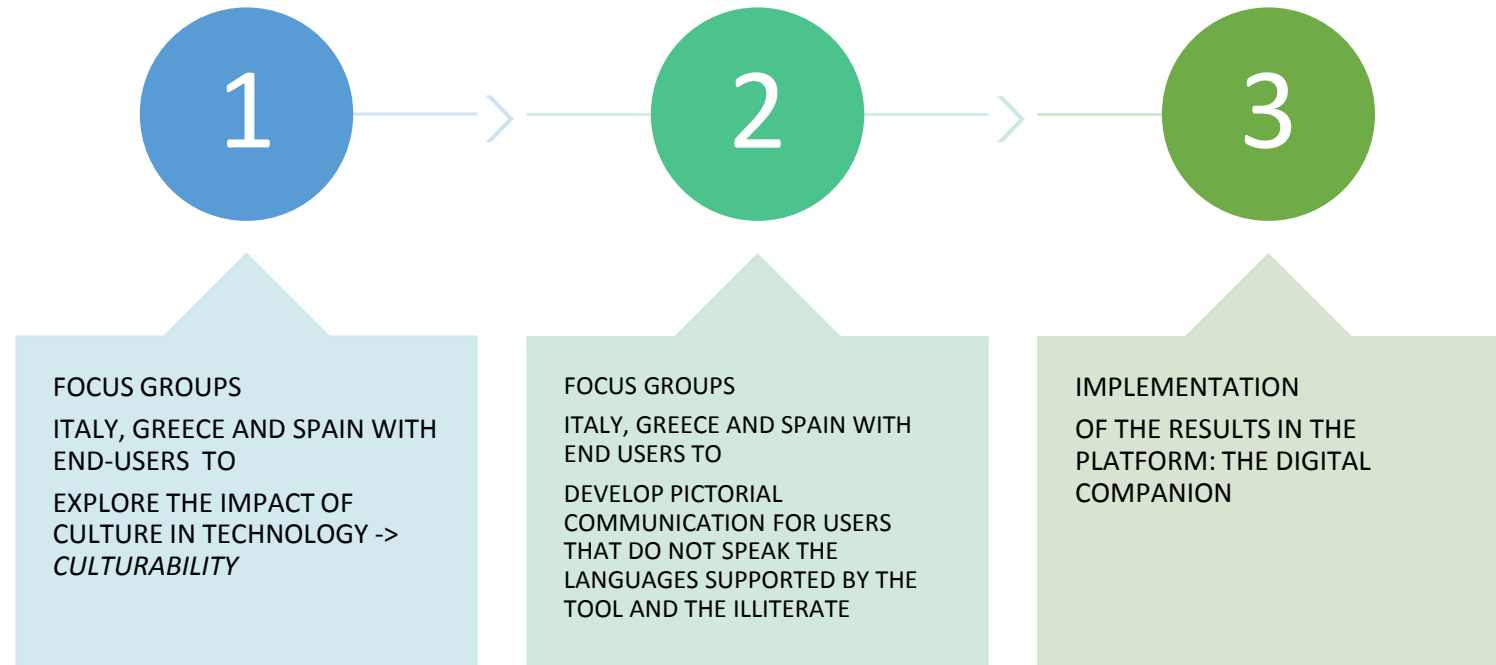 1
2
3
FOCUS GROUPS
ITALY, GREECE AND SPAIN WITH
END-USERS  TO
EXPLORE THE IMPACT OF
CULTURE IN TECHNOLOGY ->
CULTURABILITY
FOCUS GROUPS
ITALY, GREECE AND SPAIN WITH
END USERS TO
DEVELOP PICTORIAL
COMMUNICATION FOR USERS
THAT DO NOT SPEAK THE
LANGUAGES SUPPORTED BY THE
TOOL AND THE ILLITERATE
IMPLEMENTATION
OF THE RESULTS IN THE
PLATFORM: THE DIGITAL
COMPANION